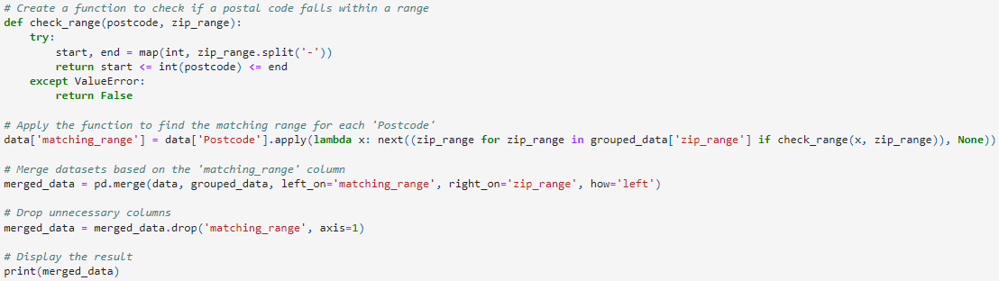 # Create a function to check if a postal code falls within a range
def check_range(postcode, zip_range):
    try:
        start, end = map(int, zip_range.split('-'))
        return start <= int(postcode) <= end
    except ValueError:
        return False

# Apply the function to find the matching range for each 'Postcode'
data['matching_range'] = data['Postcode'].apply(lambda x: next((zip_range for zip_range in grouped_data['zip_range'] if check_range(x, zip_range)), None))

# Merge datasets based on the 'matching_range' column
merged_data = pd.merge(data, grouped_data, left_on='matching_range', right_on='zip_range', how='left')

# Drop unnecessary columns
merged_data = merged_data.drop('matching_range', axis=1)

# Display the result
print(merged_data)